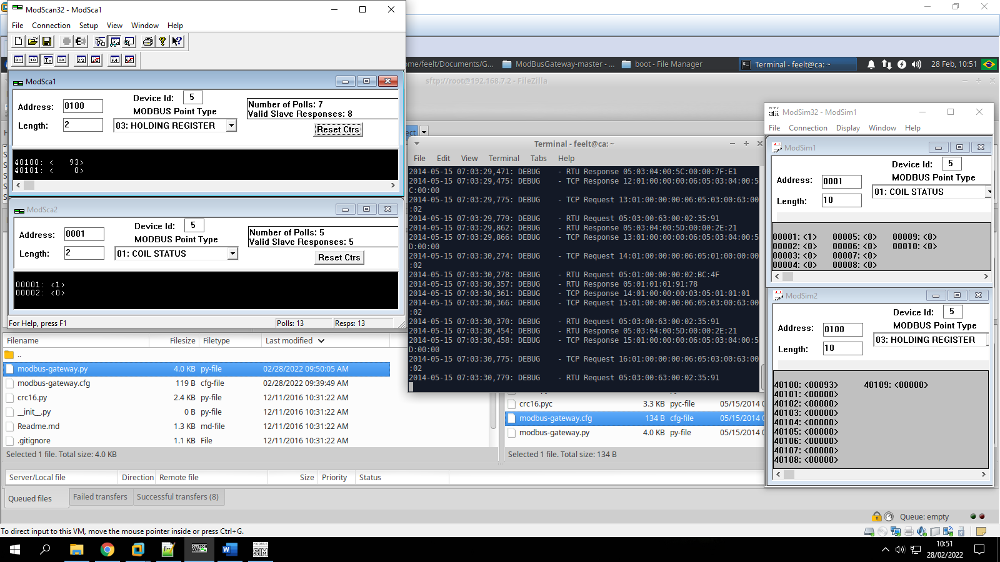 ModScan32 - ModSca1
File Connection Setup View Window Help
ModSca1
Address: 0100
Length: 2
Device Id: 5
MODBUS Point Type
03: HOLDING REGISTER
Number of Polls: 7
Valid Slave Responses: 8
Reset Ctrs
40100: < 93>
40101: < 0>
ModSca2
Address: 0001
Length: 2
Device Id: 5
MODBUS Point Type
01: COIL STATUS
Number of Polls: 5
Valid Slave Responses: 5
Reset Ctrs
00001: <1>
00002: <0>
For Help, press F1
Polls: 13
Resps: 13
ome/feelt/Documents/G...
ModBusGateway-master - ...
boot - File Manager
Terminal - feelt@ca: ~
28 Feb, 10:51
sftp://root@192.168.7.2 - FileZilla
Terminal - feelt@ca: ~
File Edit View Terminal Tabs Help
2014-05-15 07:03:29,471: DEBUG - RTU Response 05:03:04:00:5C:00:00:7F:E1
2014-05-15 07:03:29,475: DEBUG - TCP Response 12:01:00:00:00:06:05:03:04:00:5
C:00:00
2014-05-15 07:03:29,775: DEBUG - TCP Request 13:01:00:00:00:06:05:03:00:63:00
:02
2014-05-15 07:03:29,779: DEBUG - RTU Request 05:03:00:63:00:02:35:91
2014-05-15 07:03:29,862: DEBUG - RTU Response 05:03:04:00:5D:00:00:2E:21
2014-05-15 07:03:29,866: DEBUG - TCP Response 13:01:00:00:00:06:05:03:04:00:5
D:00:00
2014-05-15 07:03:30,274: DEBUG - TCP Request 14:01:00:00:00:06:05:01:00:00:00
:02
2014-05-15 07:03:30,278: DEBUG - RTU Request 05:01:00:00:00:02:BC:4F
2014-05-15 07:03:30,357: DEBUG - RTU Response 05:01:01:01:91:78
2014-05-15 07:03:30,361: DEBUG - TCP Response 14:01:00:00:00:03:05:01:01:01
2014-05-15 07:03:30,366: DEBUG - TCP Request 15:01:00:00:00:06:05:03:00:63:00
:02
2014-05-15 07:03:30,370: DEBUG - RTU Request 05:03:00:63:00:02:35:91
2014-05-15 07:03:30,454: DEBUG - RTU Response 05:03:04:00:5D:00:00:2E:21
2014-05-15 07:03:30,458: DEBUG - TCP Response 15:01:00:00:00:06:05:03:04:00:5
D:00:00
2014-05-15 07:03:30,775: DEBUG - TCP Request 16:01:00:00:00:06:05:03:00:63:00
:02
2014-05-15 07:03:30,779: DEBUG - RTU Request 05:03:00:63:00:02:35:91
ModSim32 - ModSim1
File Connection Display Window Help
ModSim1
Device Id: 5
Address: 0001
MODBUS Point Type
01: COIL STATUS
Length: 10
00001: <1> 00005: <0> 00009: <0>
00002: <0> 00006: <0> 00010: <0>
00003: <0> 00007: <0>
00004: <0> 00008: <0>
ModSim2
Device Id: 5
Address: 0100
MODBUS Point Type
03: HOLDING REGISTER
Length: 10
40100: <00093> 40109: <00000>
40101: <00000>
40102: <00000>
40103: <00000>
40104: <00000>
40105: <00000>
40106: <00000>
40107: <00000>
40108: <00000>
Filename Filesize Filetype Last modified
..
modbus-gateway.py 4.0 KB py-file 02/28/2022 09:50:05 AM
modbus-gateway.cfg 119 B cfg-file 02/28/2022 09:39:49 AM
crc16.py 2.4 KB py-file 12/11/2016 10:31:22 AM
__init__.py 0 B py-file 12/11/2016 10:31:22 AM
Readme.md 1.3 KB md-file 12/11/2016 10:31:22 AM
.gitignore 1.1 KB File 12/11/2016 10:31:22 AM
Selected 1 file. Total size: 4.0 KB
crc16.pyc 3.3 KB pyc-file 05/15/2014
modbus-gateway.cfg 134 B cfg-file 05/15/2014
modbus-gateway.py 4.0 KB py-file 05/15/2014
Selected 1 file. Total size: 134 B
Server/Local file Direction Remote file Size Priority Status
Queued files Failed transfers Successful transfers (8)
Queue: empty
To direct input to this VM, move the mouse pointer inside or press Ctrl+G.
10:51
28/02/2022